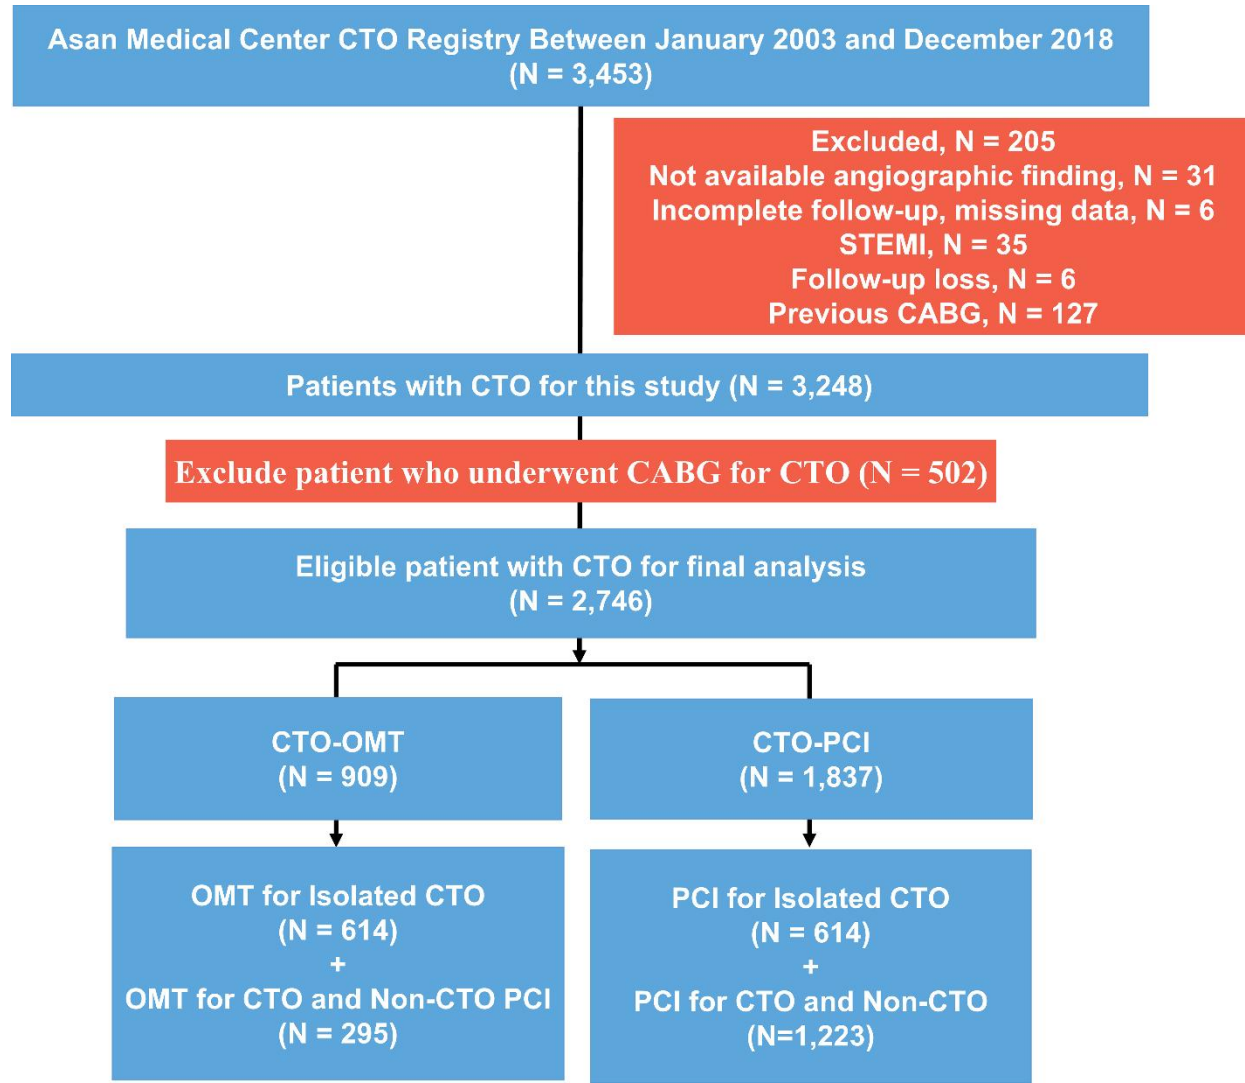 Asan Medical Center CTO Registry Between January 2003 and December 2018
(N = 3,453)
Excluded, N = 205
Not available angiographic finding, N = 31
Incomplete follow-up, missing data, N = 6
STEMI, N = 35
Follow-up loss, N = 6
Previous CABG, N = 127
Patients with CTO for this study (N = 3,248)
Exclude patient who underwent CABG for CTO (N = 502)
Eligible patient with CTO for final analysis
(N = 2,746)
CTO-OMT
(N = 909)
CTO-PCI
(N = 1,837)
OMT for Isolated CTO
(N = 614)
+
OMT for CTO and Non-CTO PCI
(N = 295)
PCI for Isolated CTO
(N = 614)
+
PCI for CTO and Non-CTO
(N=1,223)